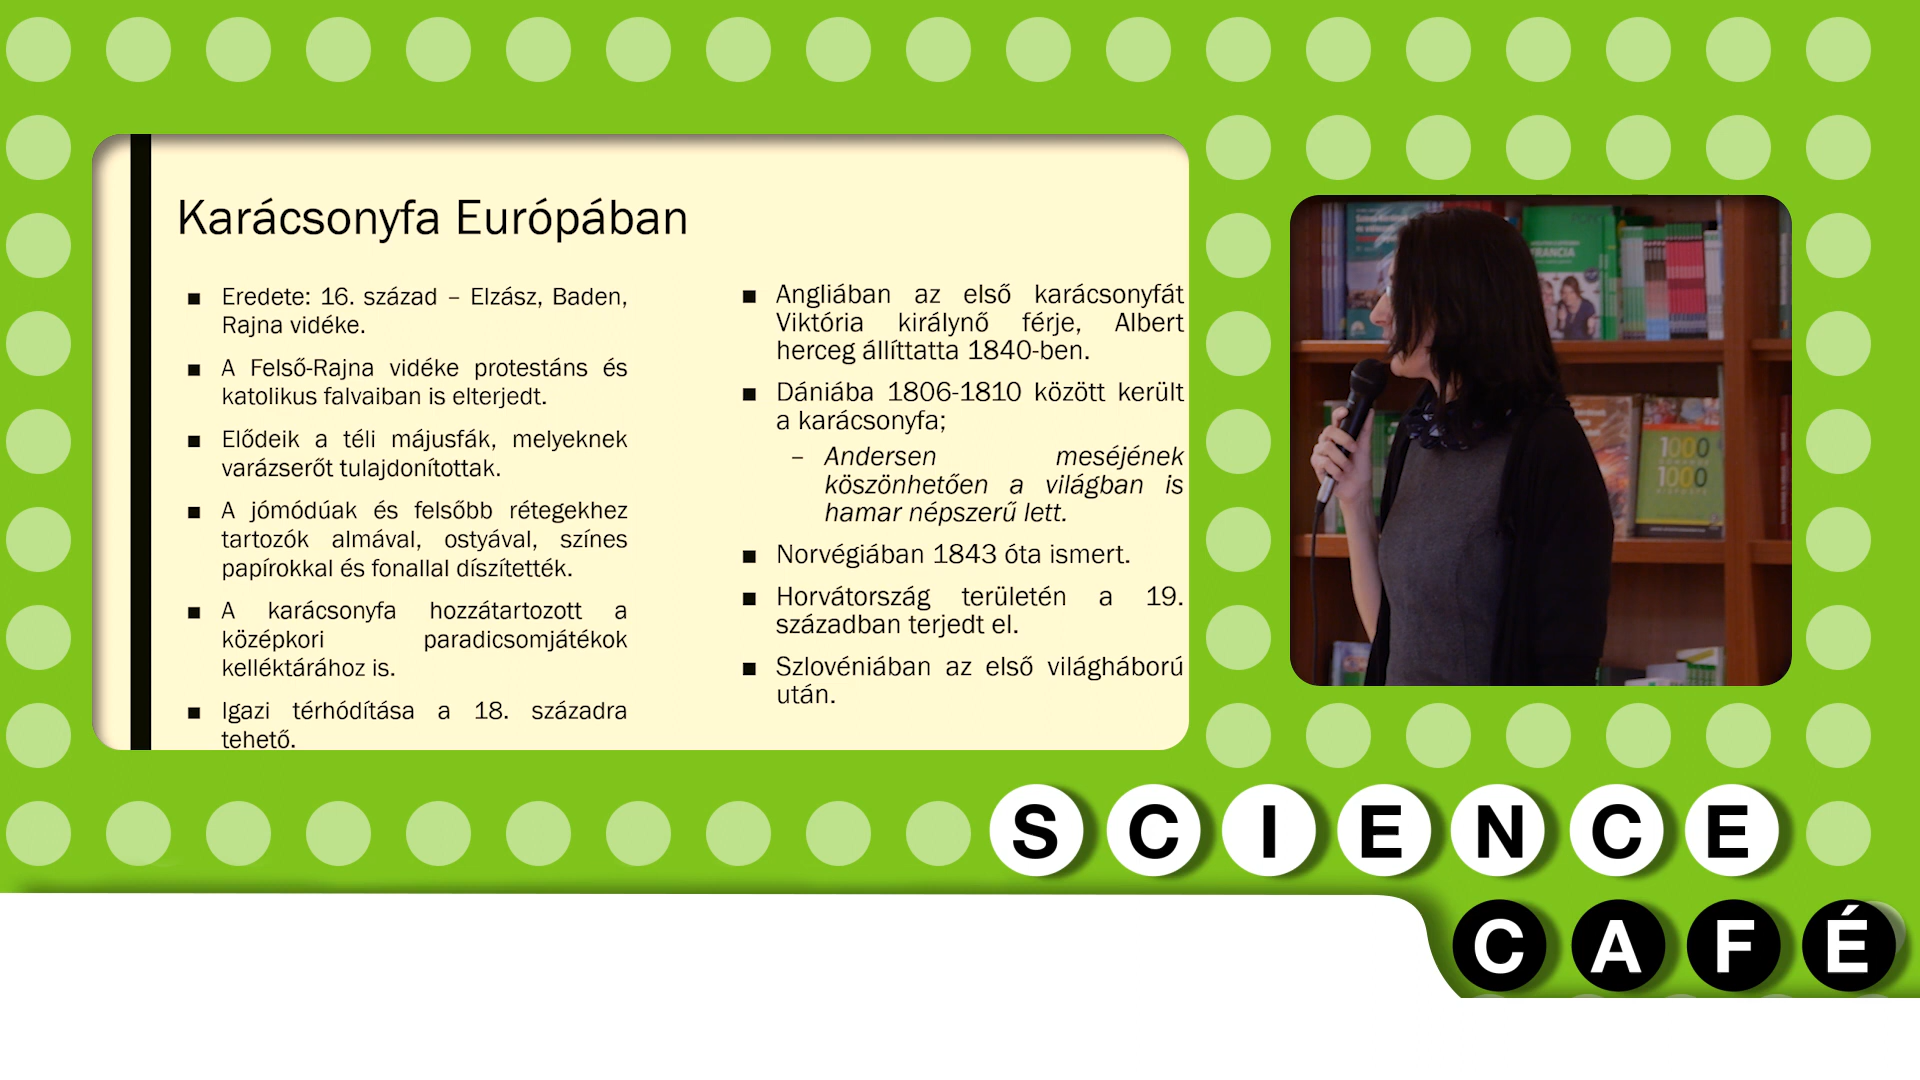 Karácsonyfa Európában
■ Eredete: 16. század – Elzász, Baden,
Rajna vidéke.
■ A Felső-Rajna vidéke protestáns és
katolikus falvaiban is elterjedt.
■ Elődeik a téli májusfák, melyeknek
varázserőt tulajdonítottak.
■ A jómódúak és felsőbb rétegekhez
tartozók almával, ostyával, színes
papírokkal és fonallal díszítették.
■ A karácsonyfa hozzátartozott a
középkori paradicsomjátékok
kelléktárához is.
■ Igazi térhódítása a 18. századra
tehető.
■ Angliában az első karácsonyfát
Viktória királynő férje, Albert
herceg állíttatta 1840-ben.
■ Dániába 1806-1810 között került
a karácsonyfa;
– Andersen meséjének
köszönhetően a világban is
hamar népszerű lett.
■ Norvégiában 1843 óta ismert.
■ Horvátország területén a 19.
században terjedt el.
■ Szlovéniában az első világháború
után.
FRANCIA
1000
1000
SCIENCE
CAFÉ